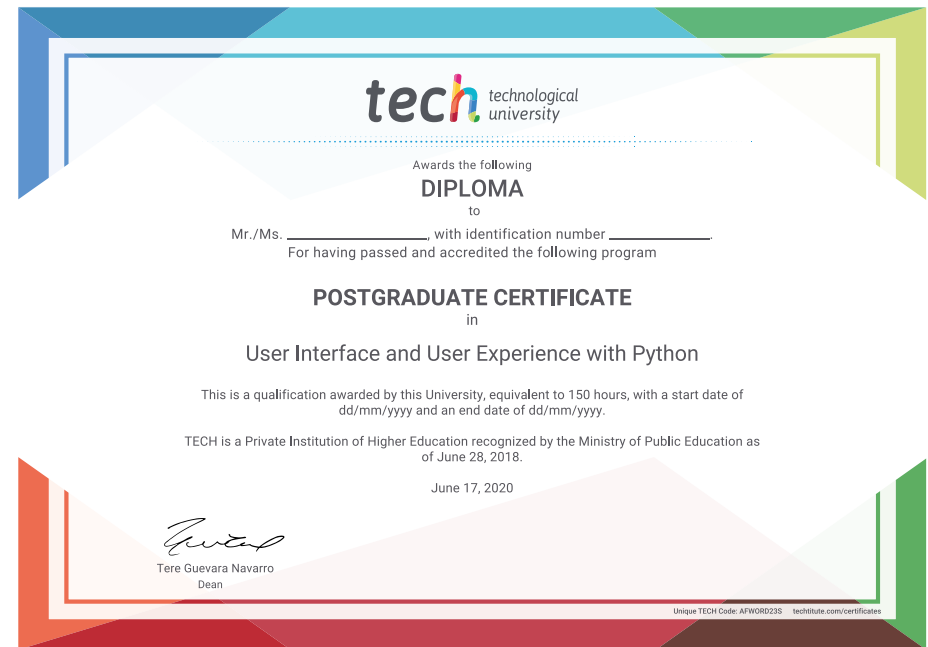 tech technological
university
Awards the following
DIPLOMA
to
Mr./Ms. ____________________, with identification number ______________.
For having passed and accredited the following program
POSTGRADUATE CERTIFICATE
in
User Interface and User Experience with Python
This is a qualification awarded by this University, equivalent to 150 hours, with a start date of
dd/mm/yyyy and an end date of dd/mm/yyyy.
TECH is a Private Institution of Higher Education recognized by the Ministry of Public Education as
of June 28, 2018.
June 17, 2020
Tere Guevara Navarro
Dean
Unique TECH Code: AFWORD23S techtitute.com/certificates